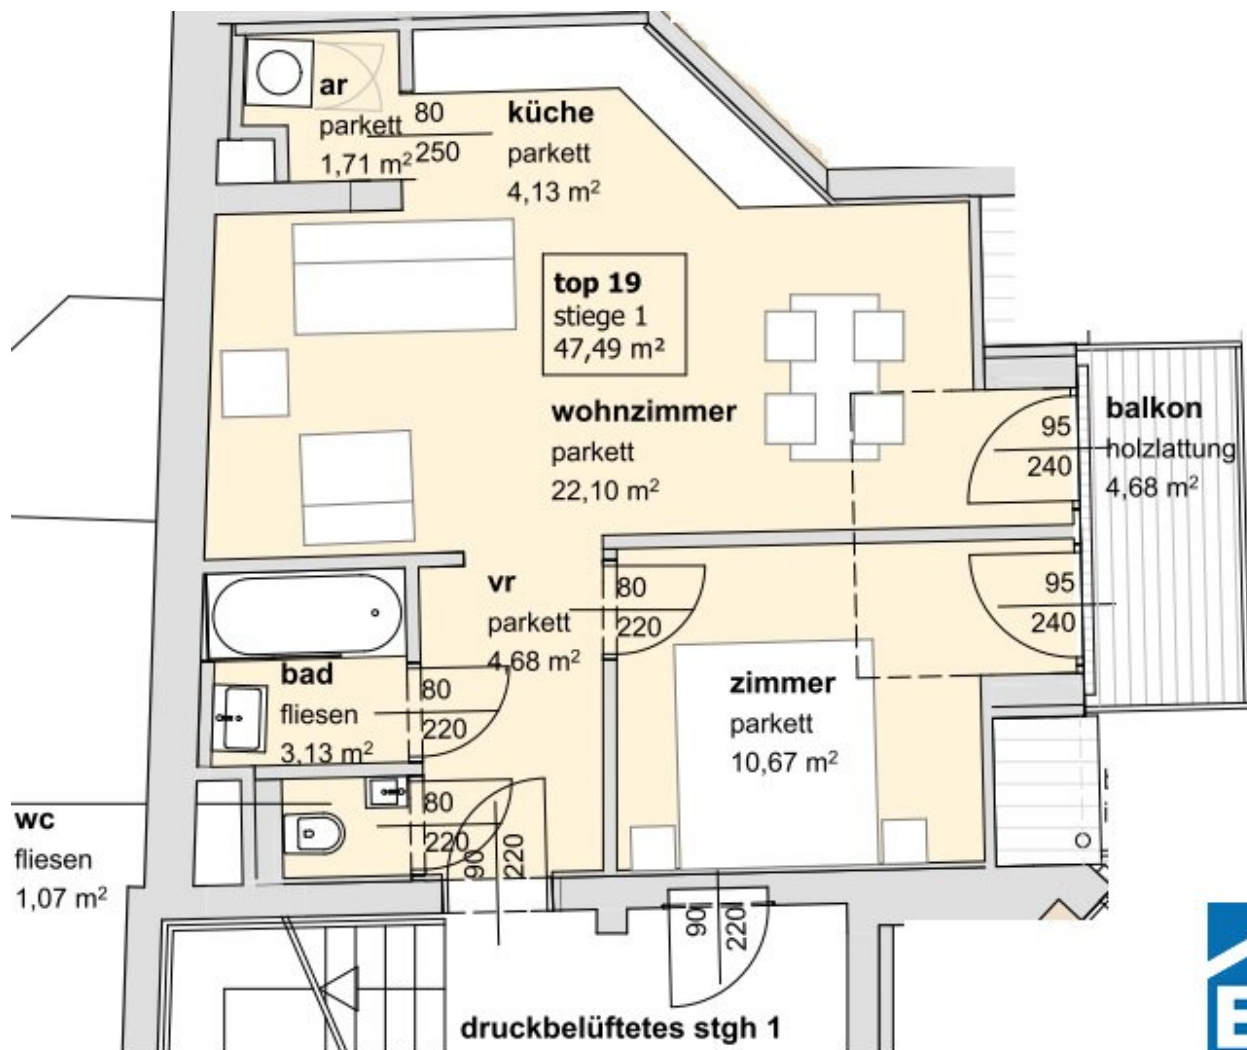 ar
parkett
1,71 m²
80
250
küche
parkett
4,13 m²
top 19
stiege 1
47,49 m²
wohnzimmer
parkett
22,10 m²
95
240
balkon
holzlattung
4,68 m²
vr
parkett
4,68 m²
80
220
95
240
bad
fliesen
3,13 m²
80
220
zimmer
parkett
10,67 m²
wc
fliesen
1,07 m²
80
220
90
220
90
220
druckbelüftetes stgh 1